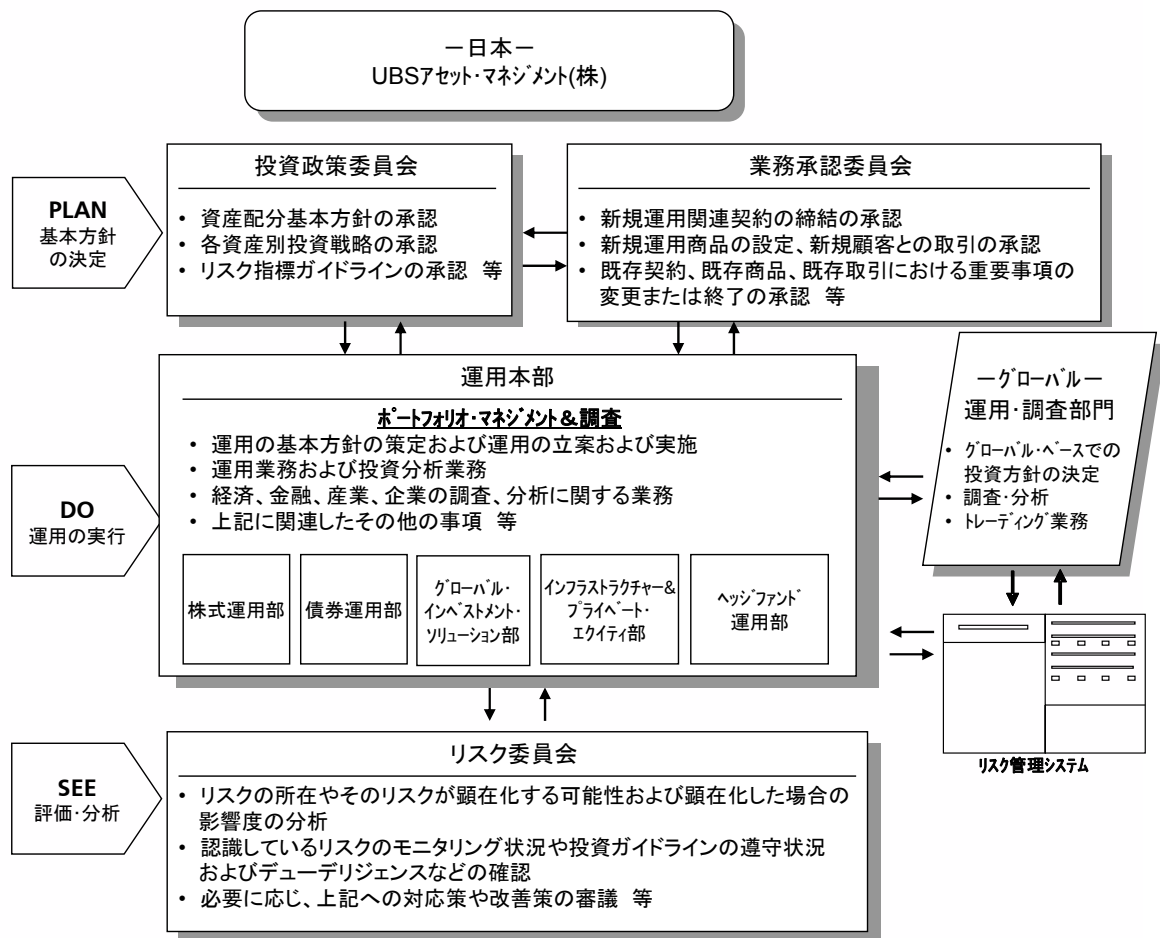 －日本－
UBSアセット･マネジメント(株)
PLAN
基本方針
の決定
投資政策委員会
• 資産配分基本方針の承認
• 各資産別投資戦略の承認
• リスク指標ガイドラインの承認 等
業務承認委員会
• 新規運用関連契約の締結の承認
• 新規運用商品の設定、新規顧客との取引の承認
• 既存契約、既存商品、既存取引における重要事項の
変更または終了の承認 等
DO
運用の実行
運用本部
ポートフォリオ･マネジメント＆調査
• 運用の基本方針の策定および運用の立案および実施
• 運用業務および投資分析業務
• 経済、金融、産業、企業の調査、分析に関する業務
• 上記に関連したその他の事項 等
株式運用部
債券運用部
グローバル･
インベストメント･
ソリューション部
インフラストラクチャー&
プライベート･
エクイティ部
ヘッジファンド
運用部
－グローバル－
運用･調査部門
• グローバル･ベースでの
投資方針の決定
• 調査･分析
• トレーディング業務
リスク管理システム
SEE
評価･分析
リスク委員会
• リスクの所在やそのリスクが顕在化する可能性および顕在化した場合の
影響度の分析
• 認識しているリスクのモニタリング状況や投資ガイドラインの遵守状況
およびデューデリジェンスなどの確認
• 必要に応じ、上記への対応策や改善策の審議 等